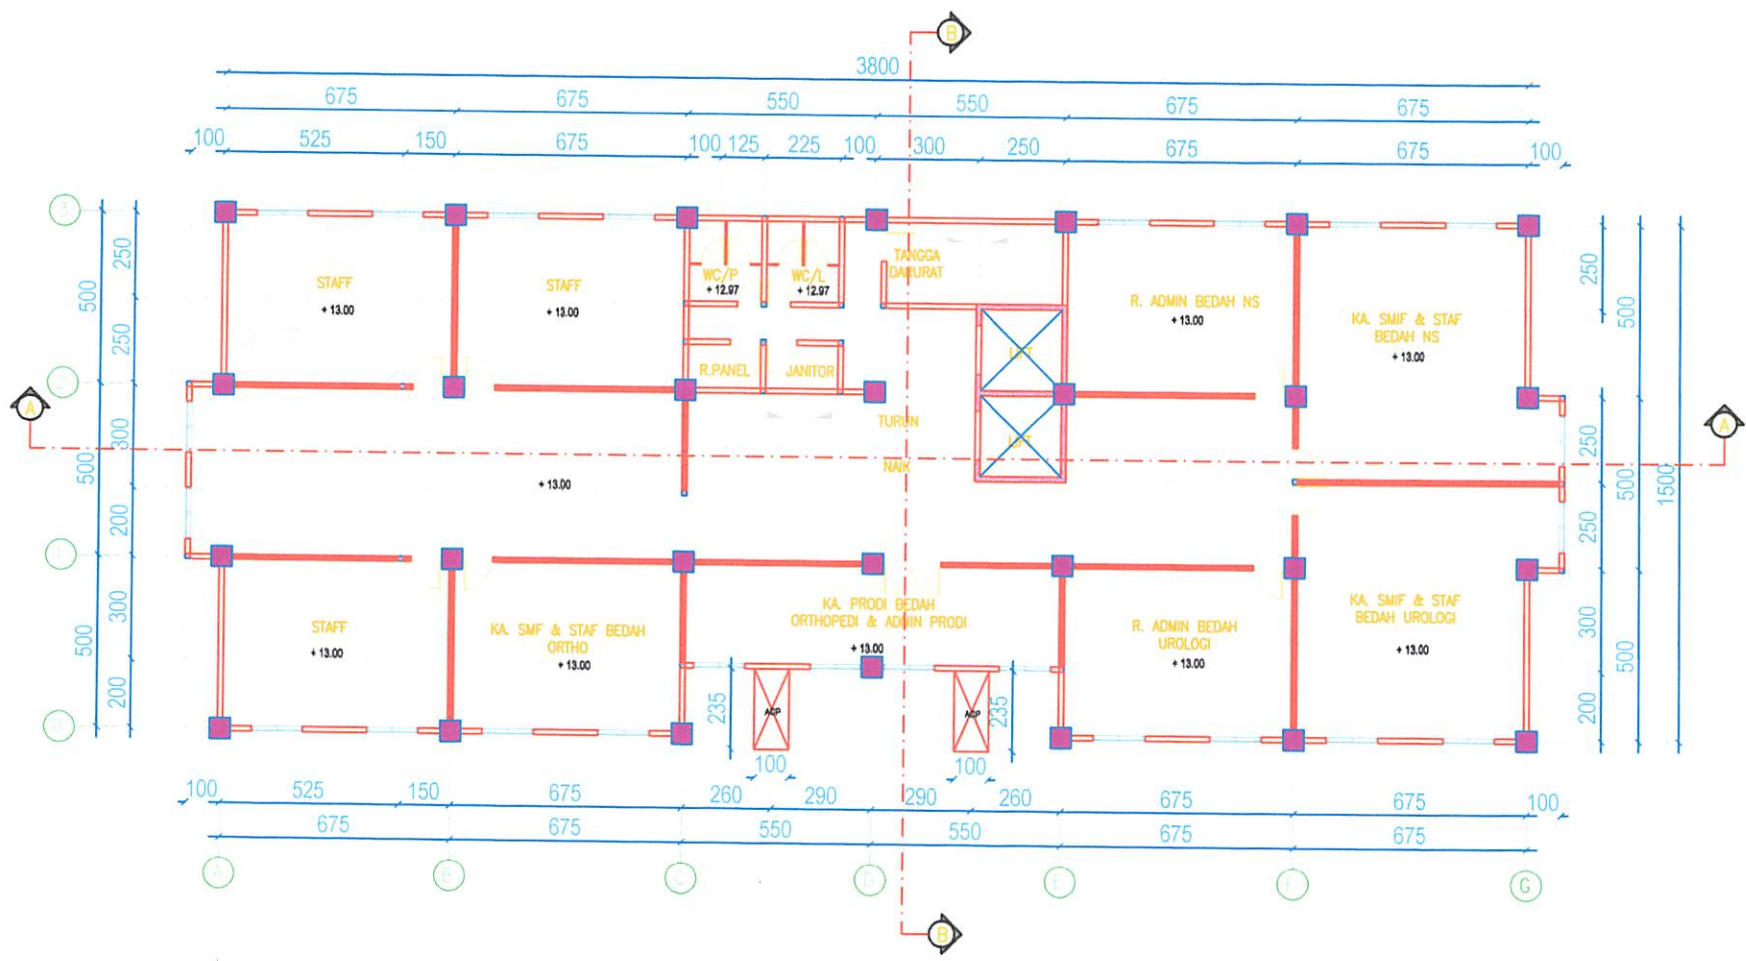 B
3800
675 675 550 550 675 675
100 525 150 675 100 125 225 100 300 250 675 675 100
3
250
500
250
STAFF
+ 13.00
STAFF
+ 13.00
WC/P
+ 12.97
WC/L
+ 12.97
TANGGA
DARURAT
R. ADMIN BEDAH NS
+ 13.00
KA. SMIF & STAF
BEDAH NS
+ 13.00
250
500
LIFT
R.PANEL
JANITOR
2
A
300
500
200
TURUN
NAIK
LIFT
+ 13.00
A
250
500
1500
250
1
300
500
200
STAFF
+ 13.00
KA. SMF & STAF BEDAH
ORTHO
+ 13.00
KA. PRODI BEDAH
ORTHOPEDI & ADMIN PRODI
+ 13.00
R. ADMIN BEDAH
UROLOGI
+ 13.00
KA. SMIF & STAF
BEDAH UROLOGI
+ 13.00
300
500
200
235
ACP
ACP
235
100
100
100 525 150 675 260 290 290 260 675 675 100
675 675 550 550 675 675
A B C D E F G
B